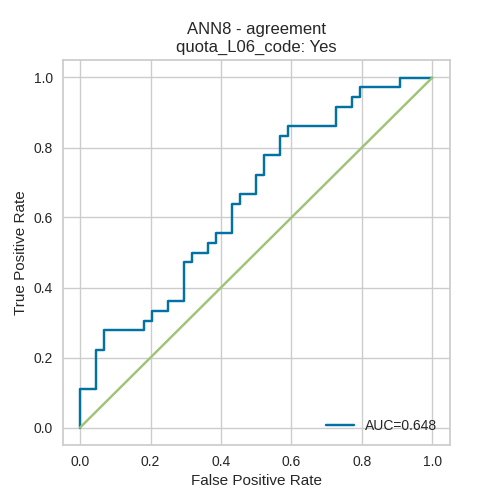 ANN8 - agreement
quota_L06_code: Yes
1.0
0.8
0.6
0.4
0.2
0.0
True Positive Rate
AUC=0.648
0.0 0.2 0.4 0.6 0.8 1.0
False Positive Rate